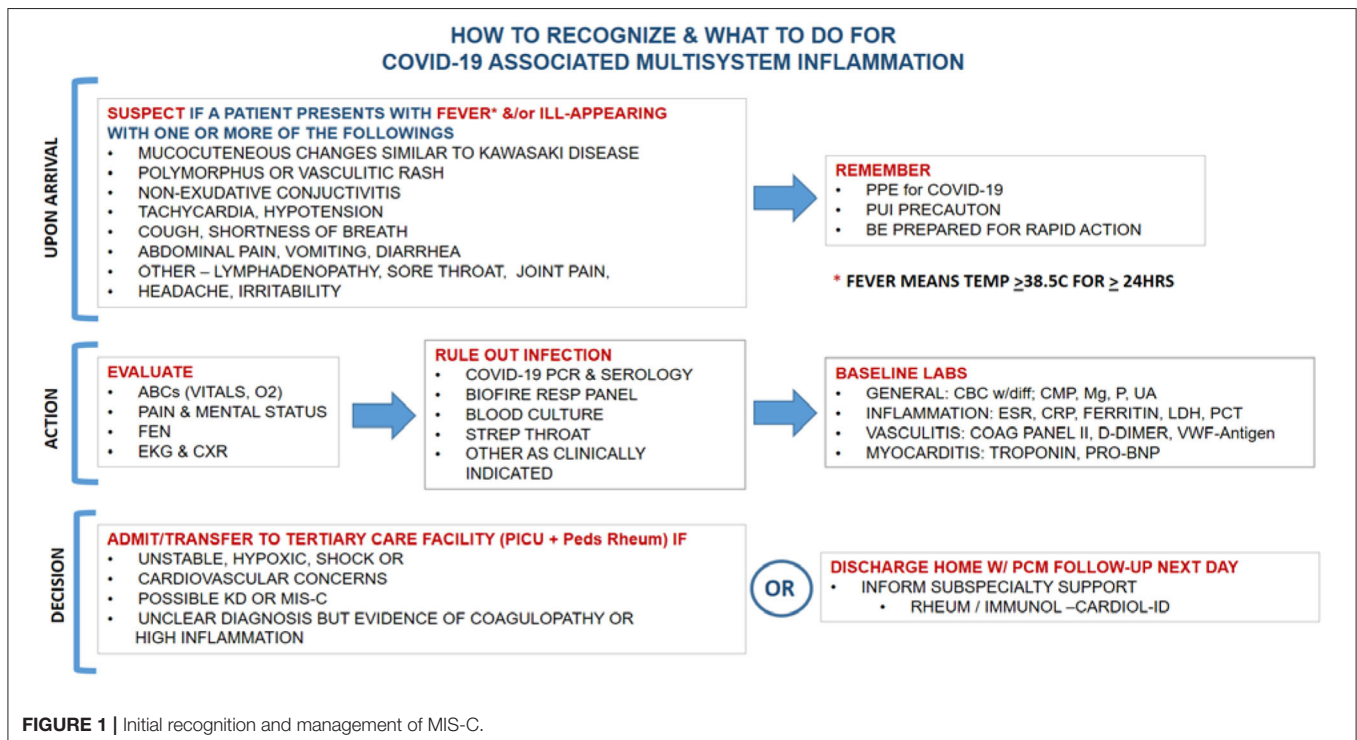 HOW TO RECOGNIZE & WHAT TO DO FOR
COVID-19 ASSOCIATED MULTISYSTEM INFLAMMATION
UPON ARRIVAL
SUSPECT IF A PATIENT PRESENTS WITH FEVER* &/or ILL-APPEARING
WITH ONE OR MORE OF THE FOLLOWINGS
• MUCOCUTENEOUS CHANGES SIMILAR TO KAWASAKI DISEASE
• POLYMORPHUS OR VASCULITIC RASH
• NON-EXUDATIVE CONJUCTIVITIS
• TACHYCARDIA, HYPOTENSION
• COUGH, SHORTNESS OF BREATH
• ABDOMINAL PAIN, VOMITING, DIARRHEA
• OTHER – LYMPHADENOPATHY, SORE THROAT, JOINT PAIN,
• HEADACHE, IRRITABILITY
REMEMBER
• PPE for COVID-19
• PUI PRECAUTON
• BE PREPARED FOR RAPID ACTION
* FEVER MEANS TEMP ≥38.5C FOR ≥ 24HRS
ACTION
EVALUATE
• ABCs (VITALS, O2)
• PAIN & MENTAL STATUS
• FEN
• EKG & CXR
RULE OUT INFECTION
• COVID-19 PCR & SEROLOGY
• BIOFIRE RESP PANEL
• BLOOD CULTURE
• STREP THROAT
• OTHER AS CLINICALLY
INDICATED
BASELINE LABS
• GENERAL: CBC w/diff; CMP, Mg, P, UA
• INFLAMMATION: ESR, CRP, FERRITIN, LDH, PCT
• VASCULITIS: COAG PANEL II, D-DIMER, VWF-Antigen
• MYOCARDITIS: TROPONIN, PRO-BNP
DECISION
ADMIT/TRANSFER TO TERTIARY CARE FACILITY (PICU + Peds Rheum) IF
• UNSTABLE, HYPOXIC, SHOCK OR
• CARDIOVASCULAR CONCERNS
• POSSIBLE KD OR MIS-C
• UNCLEAR DIAGNOSIS BUT EVIDENCE OF COAGULOPATHY OR
HIGH INFLAMMATION
OR
DISCHARGE HOME W/ PCM FOLLOW-UP NEXT DAY
• INFORM SUBSPECIALTY SUPPORT
• RHEUM / IMMUNOL –CARDIOL-ID
FIGURE 1 | Initial recognition and management of MIS-C.